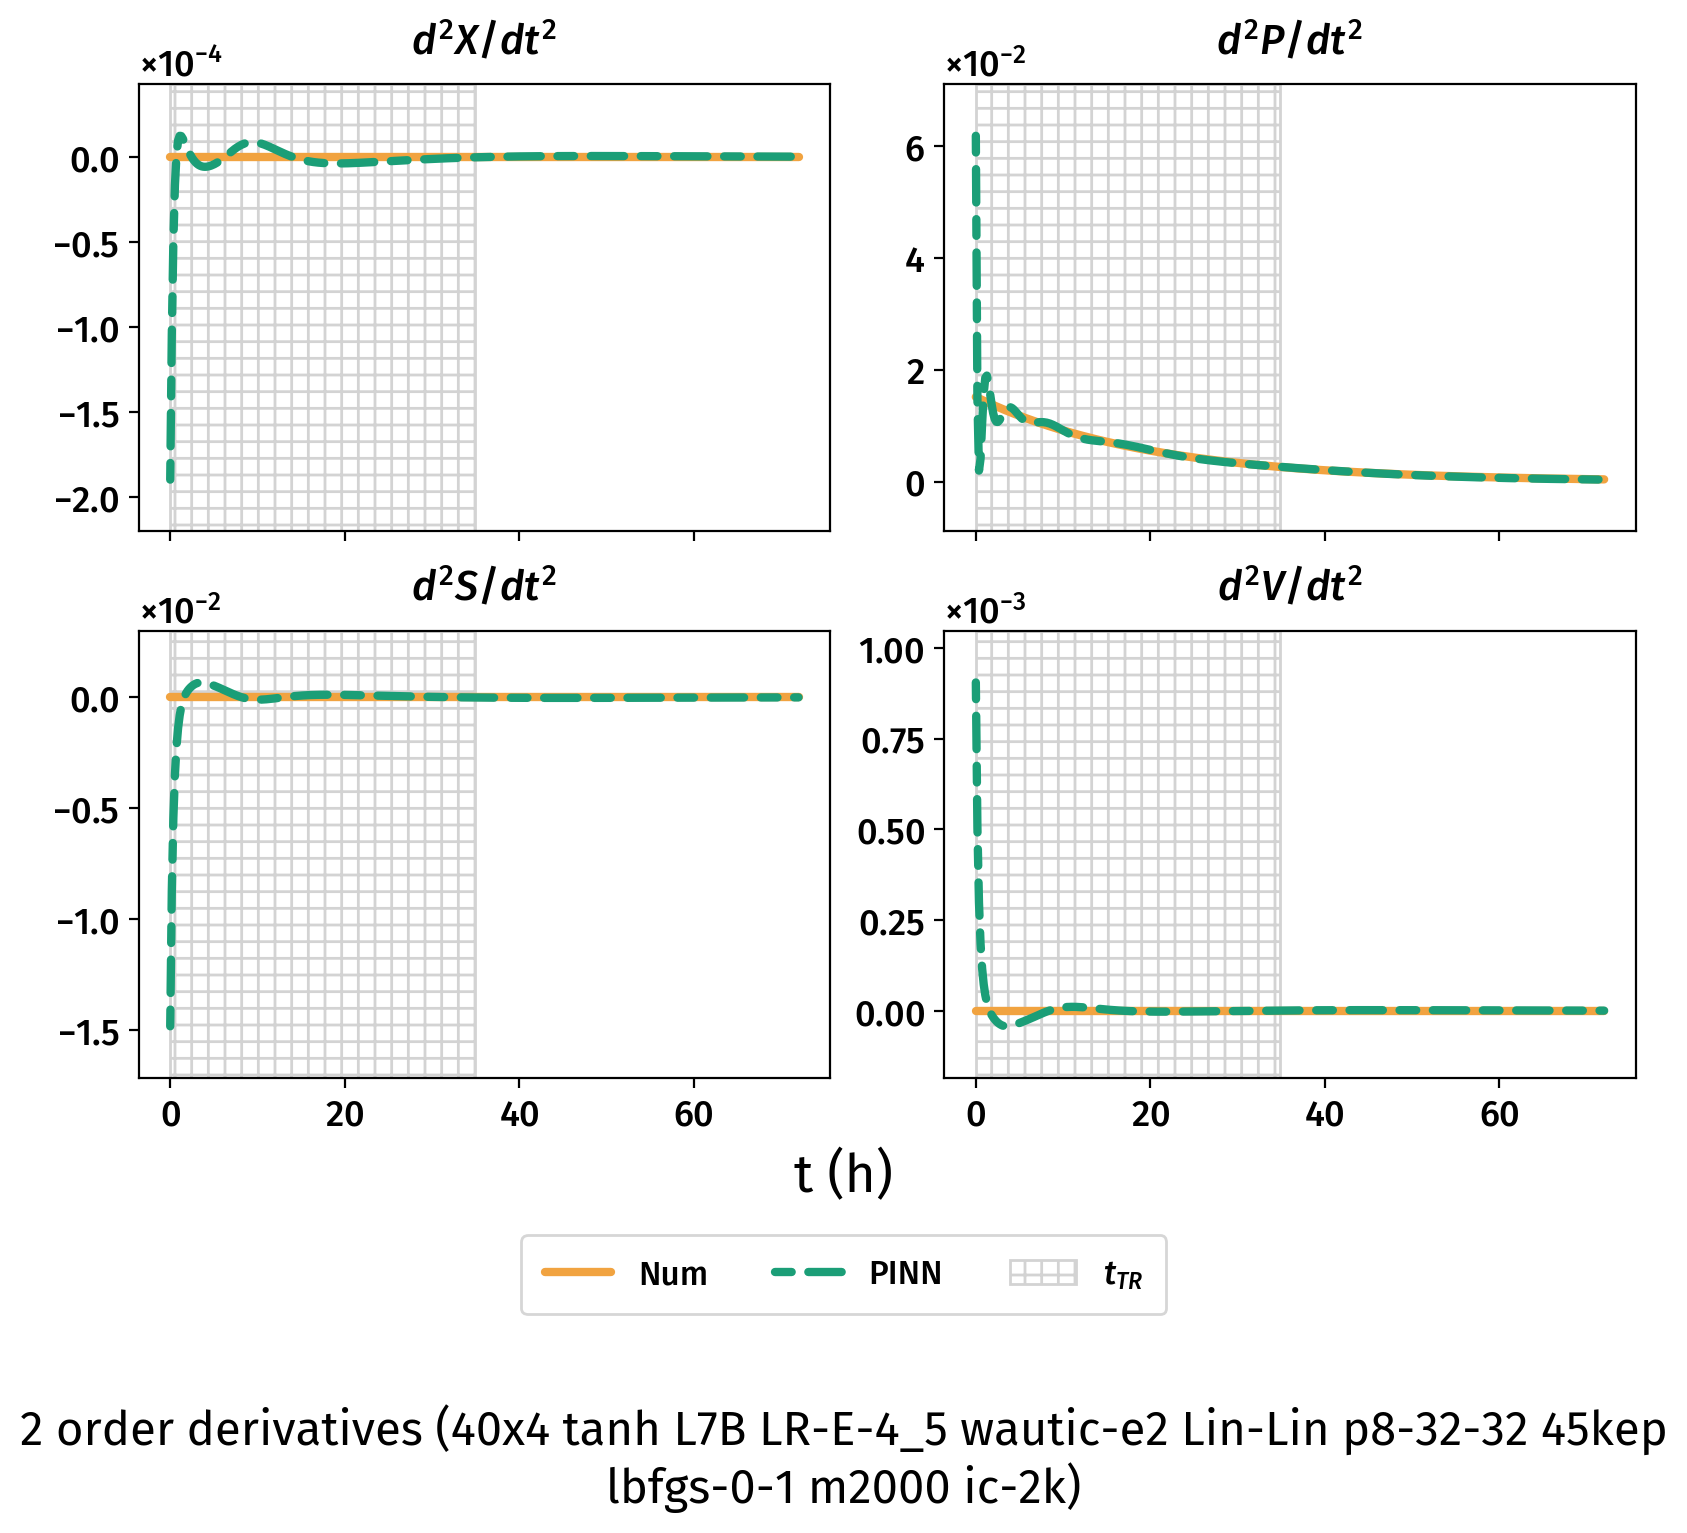 d²X/dt²
×10⁻⁴
0.0
−0.5
−1.0
−1.5
−2.0
d²P/dt²
×10⁻²
6
4
2
0
d²S/dt²
×10⁻²
0.0
−0.5
−1.0
−1.5
0 20 40 60
d²V/dt²
×10⁻³
1.00
0.75
0.50
0.25
0.00
0 20 40 60
t (h)
Num PINN t_TR
2 order derivatives (40x4 tanh L7B LR-E-4_5 wautic-e2 Lin-Lin p8-32-32 45kep
lbfgs-0-1 m2000 ic-2k)